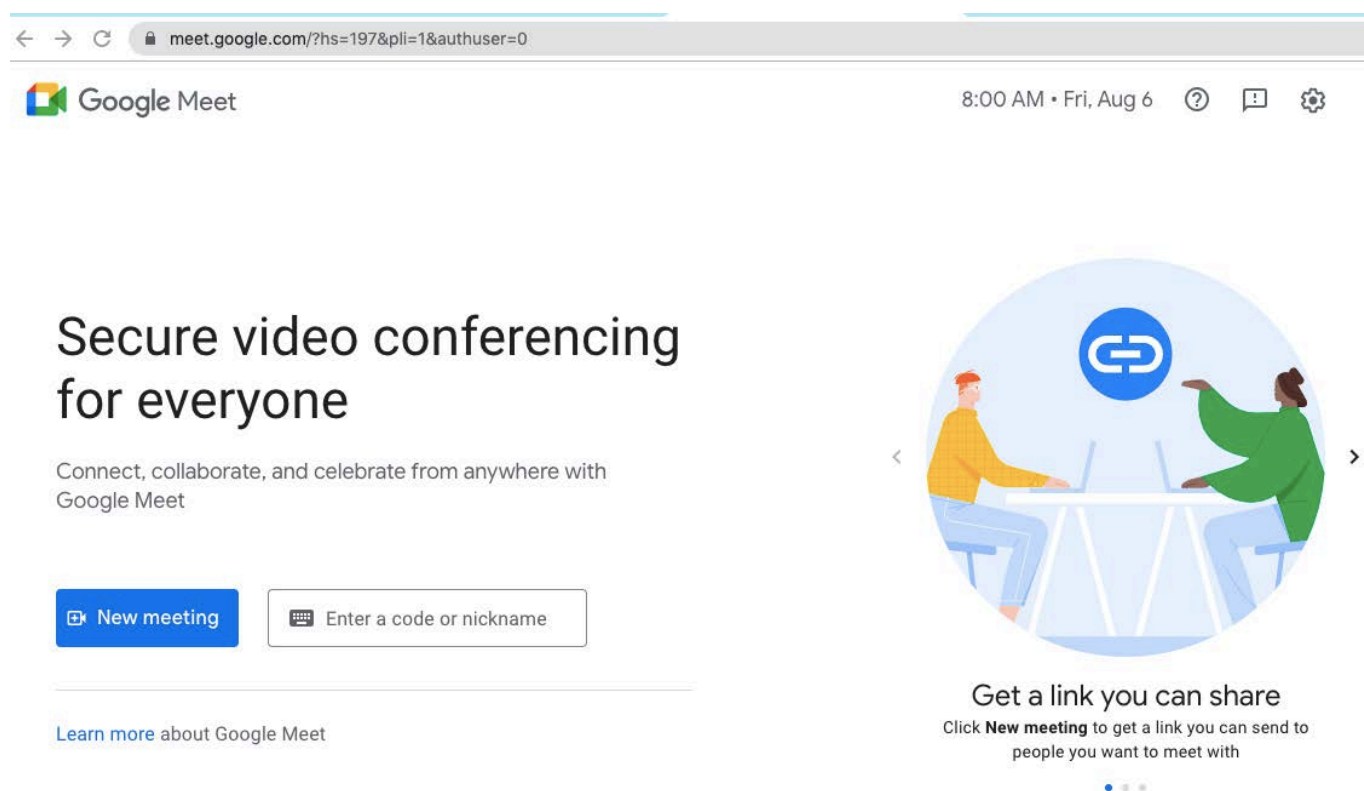 meet.google.com/?hs=197&pli=1&authuser=0
Google Meet
8:00 AM • Fri, Aug 6
Secure video conferencing
for everyone
Connect, collaborate, and celebrate from anywhere with
Google Meet
New meeting
Enter a code or nickname
Learn more about Google Meet
Get a link you can share
Click New meeting to get a link you can send to
people you want to meet with